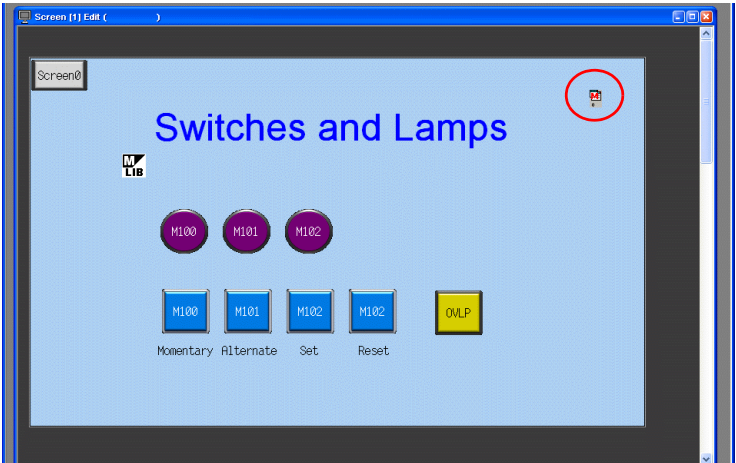 Screen [1] Edit ( )
Screen0
M
Switches and Lamps
M
LIB
M100 M101 M102
M100 M101 M102 M102 OVLP
Momentary Alternate Set Reset